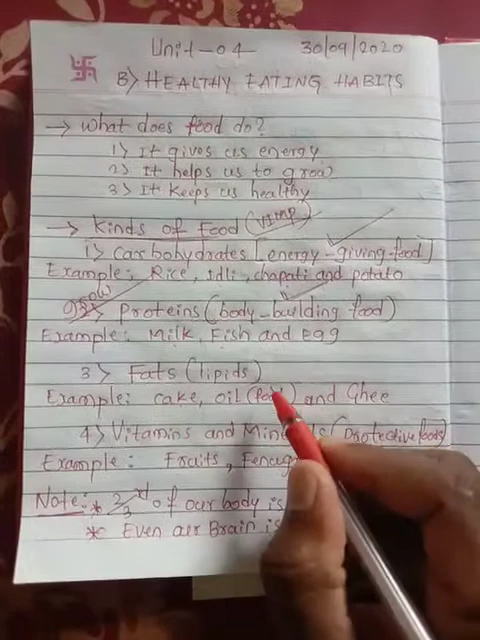 Unit-04 30/09/2020
B> HEALTHY EATING HABITS
→ What does food do?
1> It gives us energy
2> It helps us to grow
3> It keeps us healthy
→ Kinds of Food (VIMP)
1> carbohydrates [energy-giving-food]
Example: Rice, Idli, chapati and potato
grow
2> Proteins (body-building food)
Example: Milk, Fish and Egg
3> Fats (lipids)
Example: cake, oil and Ghee
4> Vitamins and (Protective foods
Example: Fruits,
Note: * 2/3 of our body is
* Even our Brain is